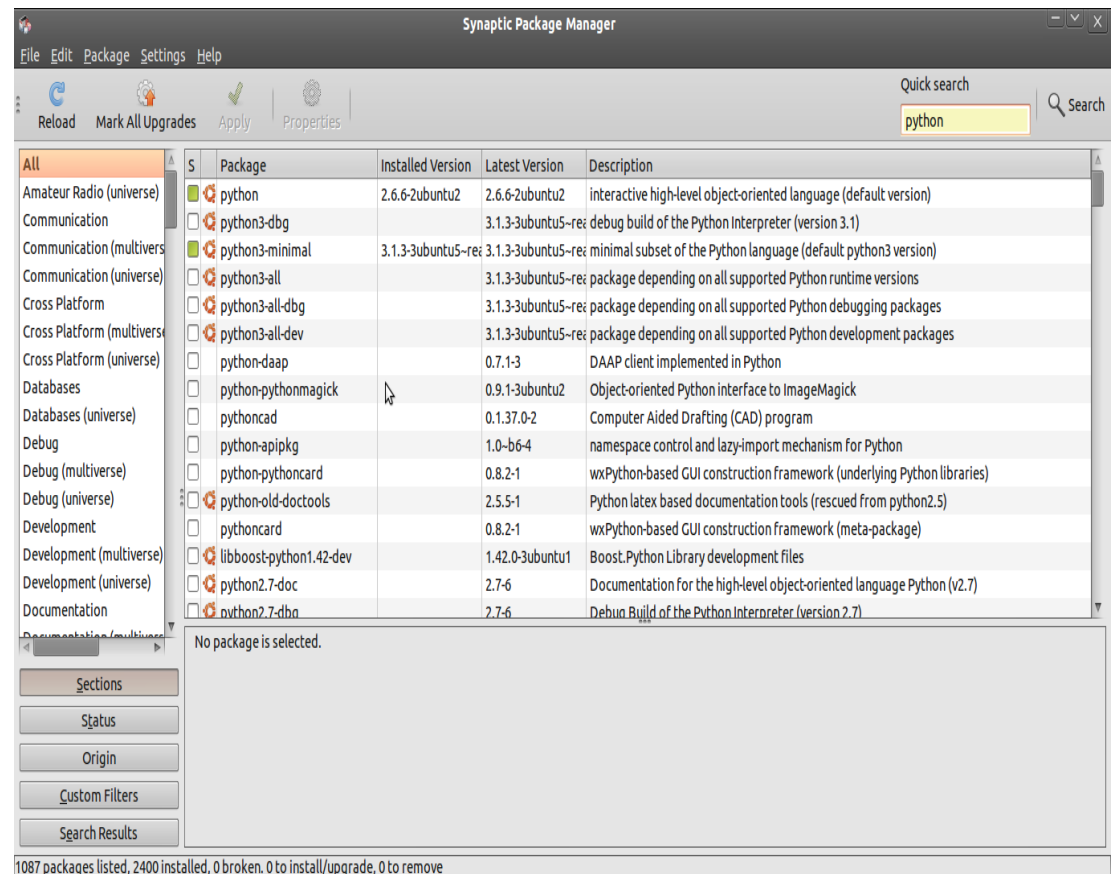 Synaptic Package Manager
File Edit Package Settings Help
Reload Mark All Upgrades Apply Properties
Quick search
python
Search
All
Amateur Radio (universe)
Communication
Communication (multivers
Communication (universe)
Cross Platform
Cross Platform (multivers
Cross Platform (universe)
Databases
Databases (universe)
Debug
Debug (multiverse)
Debug (universe)
Development
Development (multiverse)
Development (universe)
Documentation
Documentation (multivers
Sections
Status
Origin
Custom Filters
Search Results
S Package Installed Version Latest Version Description
python 2.6.6-2ubuntu2 2.6.6-2ubuntu2 interactive high-level object-oriented language (default version)
python3-dbg 3.1.3-3ubuntu5~rea debug build of the Python Interpreter (version 3.1)
python3-minimal 3.1.3-3ubuntu5~rea 3.1.3-3ubuntu5~rea minimal subset of the Python language (default python3 version)
python3-all 3.1.3-3ubuntu5~rea package depending on all supported Python runtime versions
python3-all-dbg 3.1.3-3ubuntu5~rea package depending on all supported Python debugging packages
python3-all-dev 3.1.3-3ubuntu5~rea package depending on all supported Python development packages
python-daap 0.7.1-3 DAAP client implemented in Python
python-pythonmagick 0.9.1-3ubuntu2 Object-oriented Python interface to ImageMagick
pythoncad 0.1.37.0-2 Computer Aided Drafting (CAD) program
python-apipkg 1.0~b6-4 namespace control and lazy-import mechanism for Python
python-pythoncard 0.8.2-1 wxPython-based GUI construction framework (underlying Python libraries)
python-old-doctools 2.5.5-1 Python latex based documentation tools (rescued from python2.5)
pythoncard 0.8.2-1 wxPython-based GUI construction framework (meta-package)
libboost-python1.42-dev 1.42.0-3ubuntu1 Boost.Python Library development files
python2.7-doc 2.7-6 Documentation for the high-level object-oriented language Python (v2.7)
python2.7-dbg 2.7-6 Debug Build of the Python Interpreter (version 2.7)
No package is selected.
1087 packages listed, 2400 installed, 0 broken. 0 to install/upgrade, 0 to remove